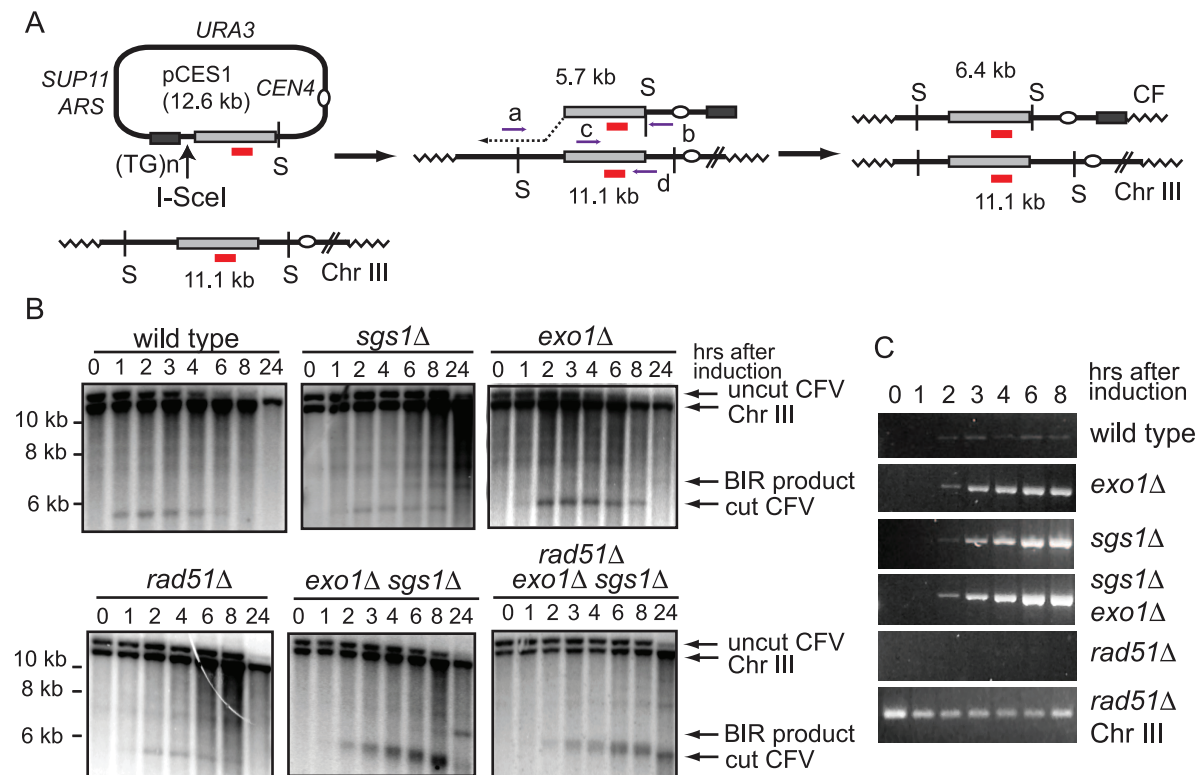 A
URA3
SUP11
ARS
pCES1
(12.6 kb)
CEN4
(TG)n
S
I-SceI
S
S
11.1 kb
Chr III
5.7 kb
S
a
b
c
d
S
11.1 kb
6.4 kb
S
S
CF
S
S
11.1 kb
Chr III
B
wild type
sgs1Δ
exo1Δ
hrs after
induction
0 1 2 3 4 6 8 24
0 1 2 3 4 6 8 24
0 1 2 3 4 6 8 24
10 kb
8 kb
6 kb
uncut CFV
Chr III
BIR product
cut CFV
rad51Δ
exo1Δ sgs1Δ
rad51Δ
exo1Δ sgs1Δ
0 1 2 4 6 8 24
0 1 2 3 4 6 8 24
0 1 2 3 4 6 8 24
10 kb
8 kb
6 kb
uncut CFV
Chr III
BIR product
cut CFV
C
hrs after
induction
0 1 2 3 4 6 8
wild type
exo1Δ
sgs1Δ
sgs1Δ
exo1Δ
rad51Δ
rad51Δ
Chr III